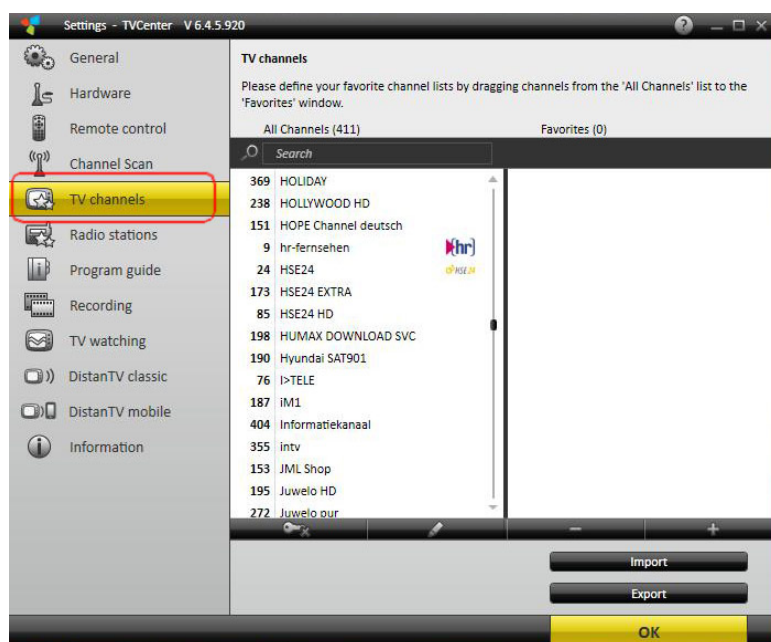 Settings - TVCenter V 6.4.5.920
?
General
Hardware
Remote control
Channel Scan
TV channels
Radio stations
Program guide
Recording
TV watching
DistanTV classic
DistanTV mobile
Information
TV channels
Please define your favorite channel lists by dragging channels from the 'All Channels' list to the
'Favorites' window.
All Channels (411)
Favorites (0)
Search
369 HOLIDAY
238 HOLLYWOOD HD
151 HOPE Channel deutsch
9 hr-fernsehen hr
24 HSE24 HSE24
173 HSE24 EXTRA
85 HSE24 HD
198 HUMAX DOWNLOAD SVC
190 Hyundai SAT901
76 I>TELE
187 iM1
404 Informatiekanaal
355 intv
153 JML Shop
195 Juwelo HD
272 Juwelo pur
Import
Export
OK